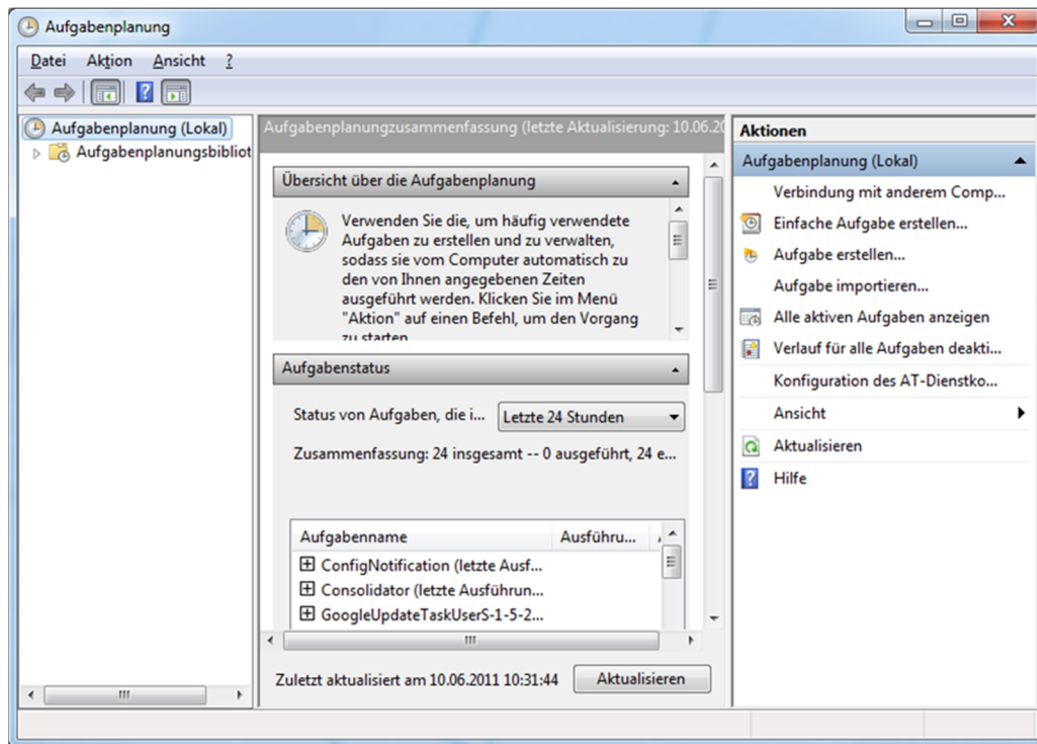 Aufgabenplanung
Datei Aktion Ansicht ?
Aufgabenplanung (Lokal)
Aufgabenplanungsbibliot
Aufgabenplanungzusammenfassung (letzte Aktualisierung: 10.06.20
Übersicht über die Aufgabenplanung
Verwenden Sie die, um häufig verwendete
Aufgaben zu erstellen und zu verwalten,
sodass sie vom Computer automatisch zu
den von Ihnen angegebenen Zeiten
ausgeführt werden. Klicken Sie im Menü
"Aktion" auf einen Befehl, um den Vorgang
zu starten
Aufgabenstatus
Status von Aufgaben, die i... Letzte 24 Stunden
Zusammenfassung: 24 insgesamt -- 0 ausgeführt, 24 e...
Aufgabenname Ausführu...
ConfigNotification (letzte Ausf...
Consolidator (letzte Ausführun...
GoogleUpdateTaskUserS-1-5-2...
Zuletzt aktualisiert am 10.06.2011 10:31:44 Aktualisieren
Aktionen
Aufgabenplanung (Lokal)
Verbindung mit anderem Comp...
Einfache Aufgabe erstellen...
Aufgabe erstellen...
Aufgabe importieren...
Alle aktiven Aufgaben anzeigen
Verlauf für alle Aufgaben deakti...
Konfiguration des AT-Dienstko...
Ansicht
Aktualisieren
Hilfe